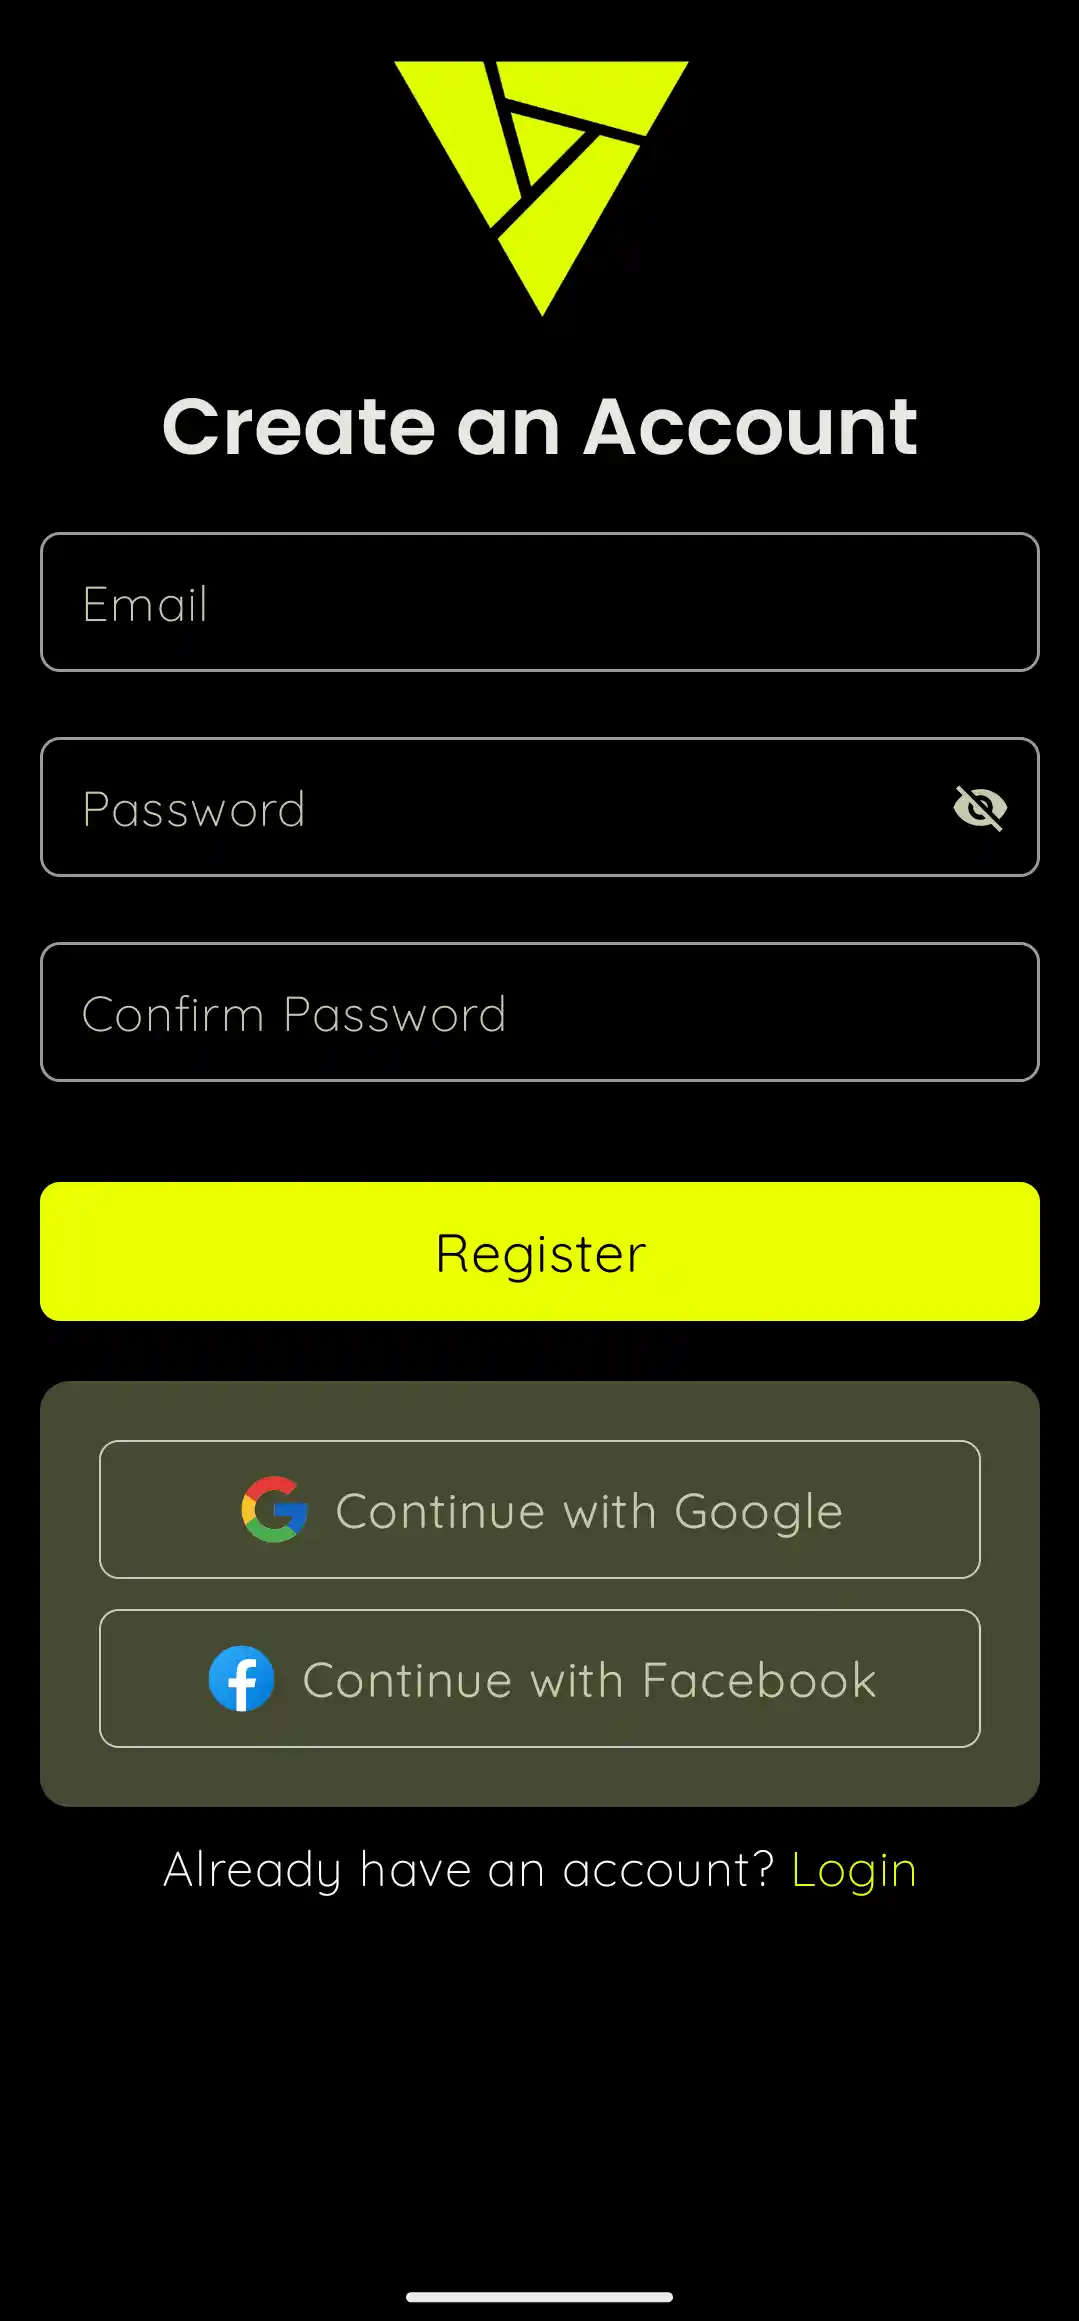 Create an Account
Email
Password
Confirm Password
Register
Continue with Google
Continue with Facebook
Already have an account? Login